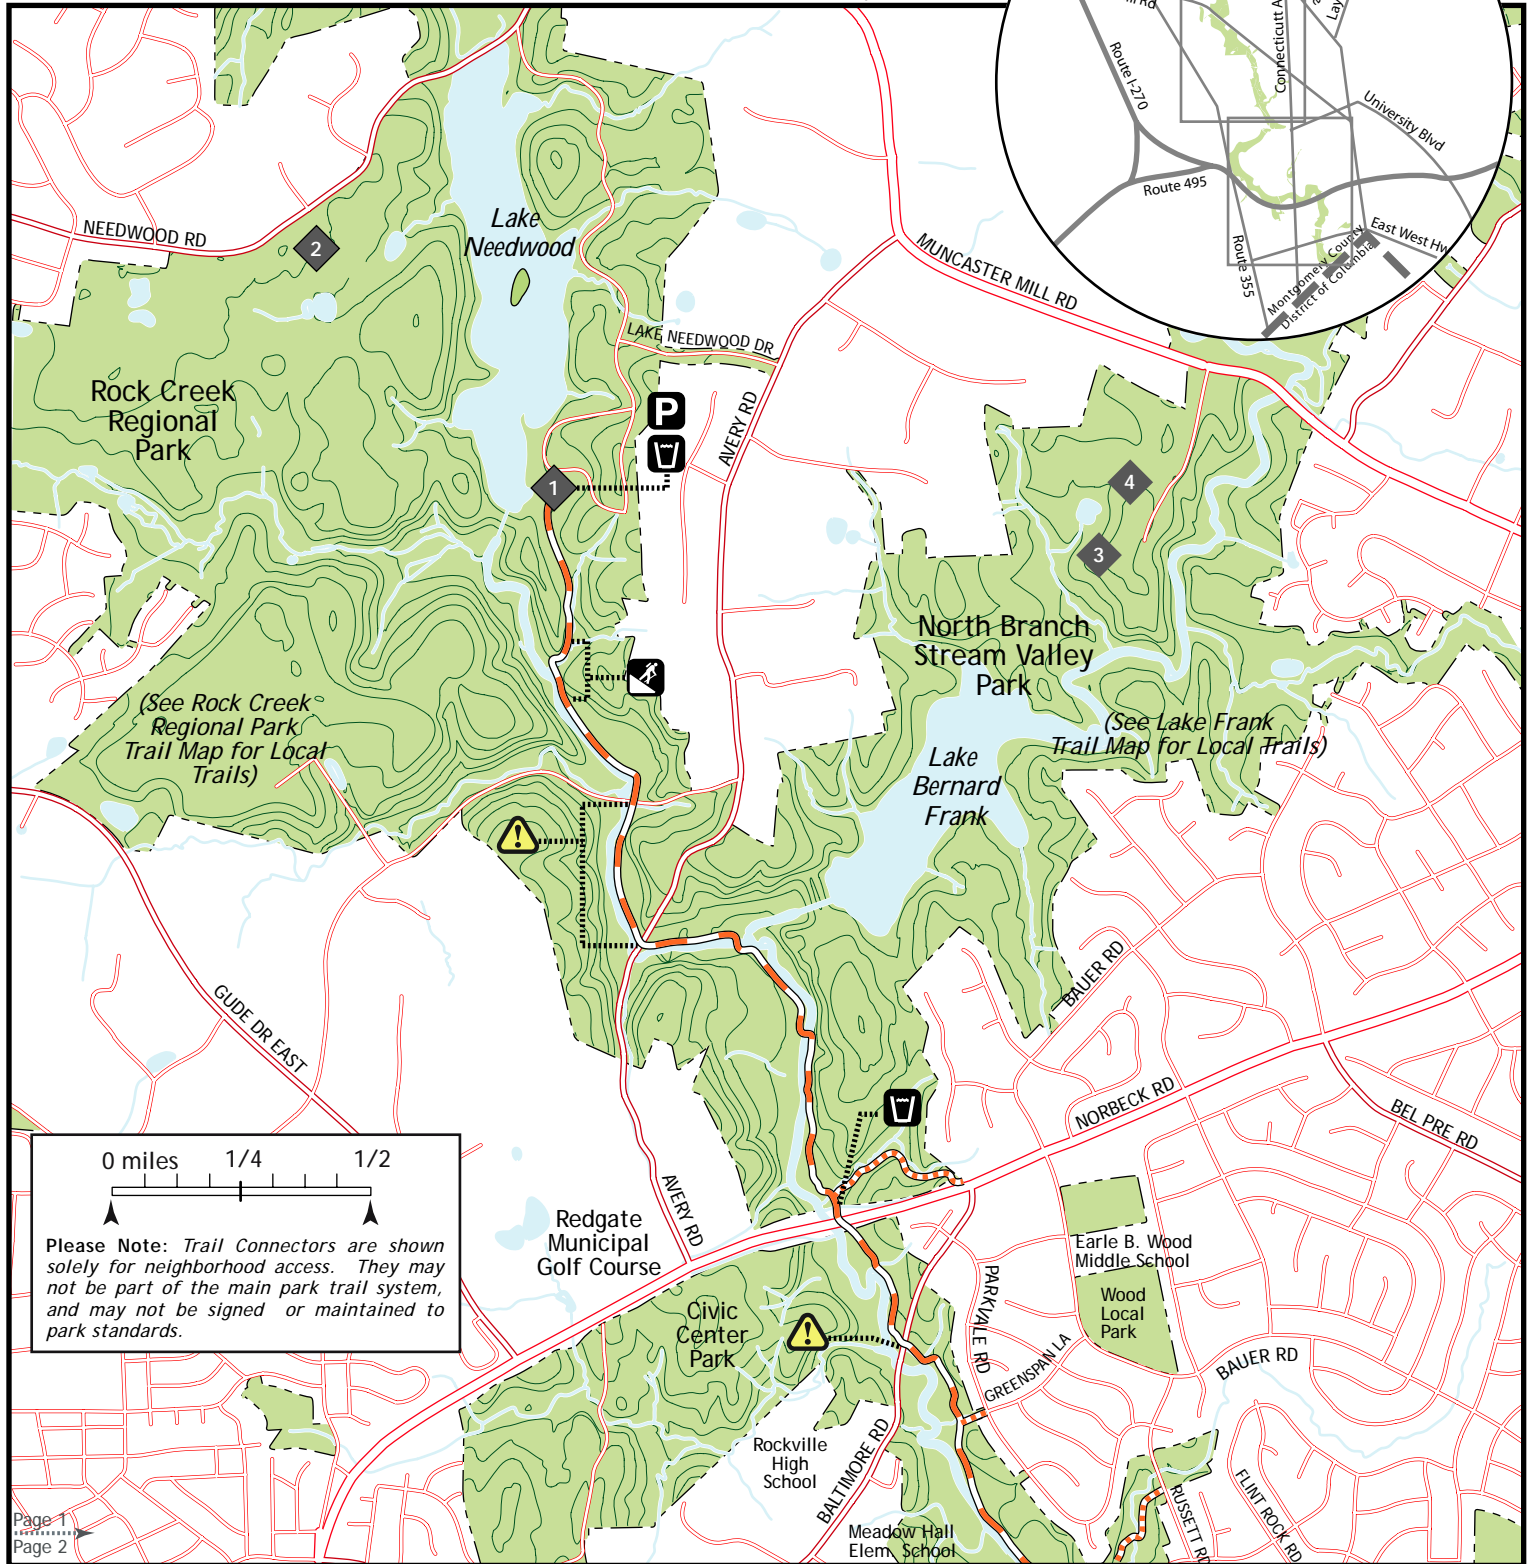 Connecticutt A
Route I-270
University Blvd
Route 495
Route 355
East West Hw
Montgomery County
District of Columbia
NEEDWOOD RD
2
Lake
Needwood
MUNCASTER MILL RD
LAKE NEEDWOOD DR
Rock Creek
Regional
Park
P
AVERY RD
1
4
3
North Branch
Stream Valley
Park
(See Rock Creek
Regional Park
Trail Map for Local
Trails)
(See Lake Frank
Trail Map for Local Trails)
Lake
Bernard
Frank
!
BAUER RD
GUDE DR EAST
NORBECK RD
BEL PRE RD
0 miles 1/4 1/2
Please Note: Trail Connectors are shown
solely for neighborhood access. They may
not be part of the main park trail system,
and may not be signed or maintained to
park standards.
AVERY RD
Redgate
Municipal
Golf Course
Earle B. Wood
Middle School
PARKVALE RD
Wood
Local
Park
Civic
Center
Park
!
GREENSPAN LA
BAUER RD
Rockville
High
School
BALTIMORE RD
RUSSETT RD
FLINT ROCK RD
Meadow Hall
Elem. School
Page 1
Page 2